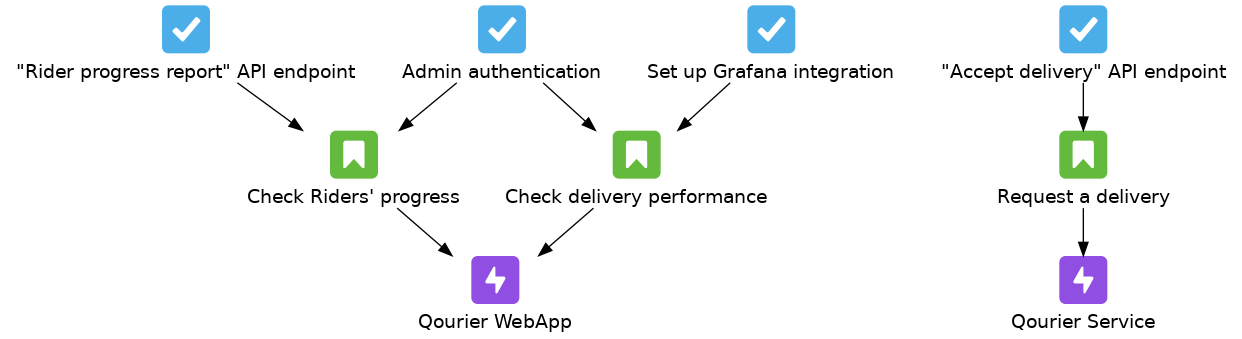 "Rider progress report" API endpoint
Admin authentication
Set up Grafana integration
"Accept delivery" API endpoint
Check Riders' progress
Check delivery performance
Request a delivery
Qourier WebApp
Qourier Service